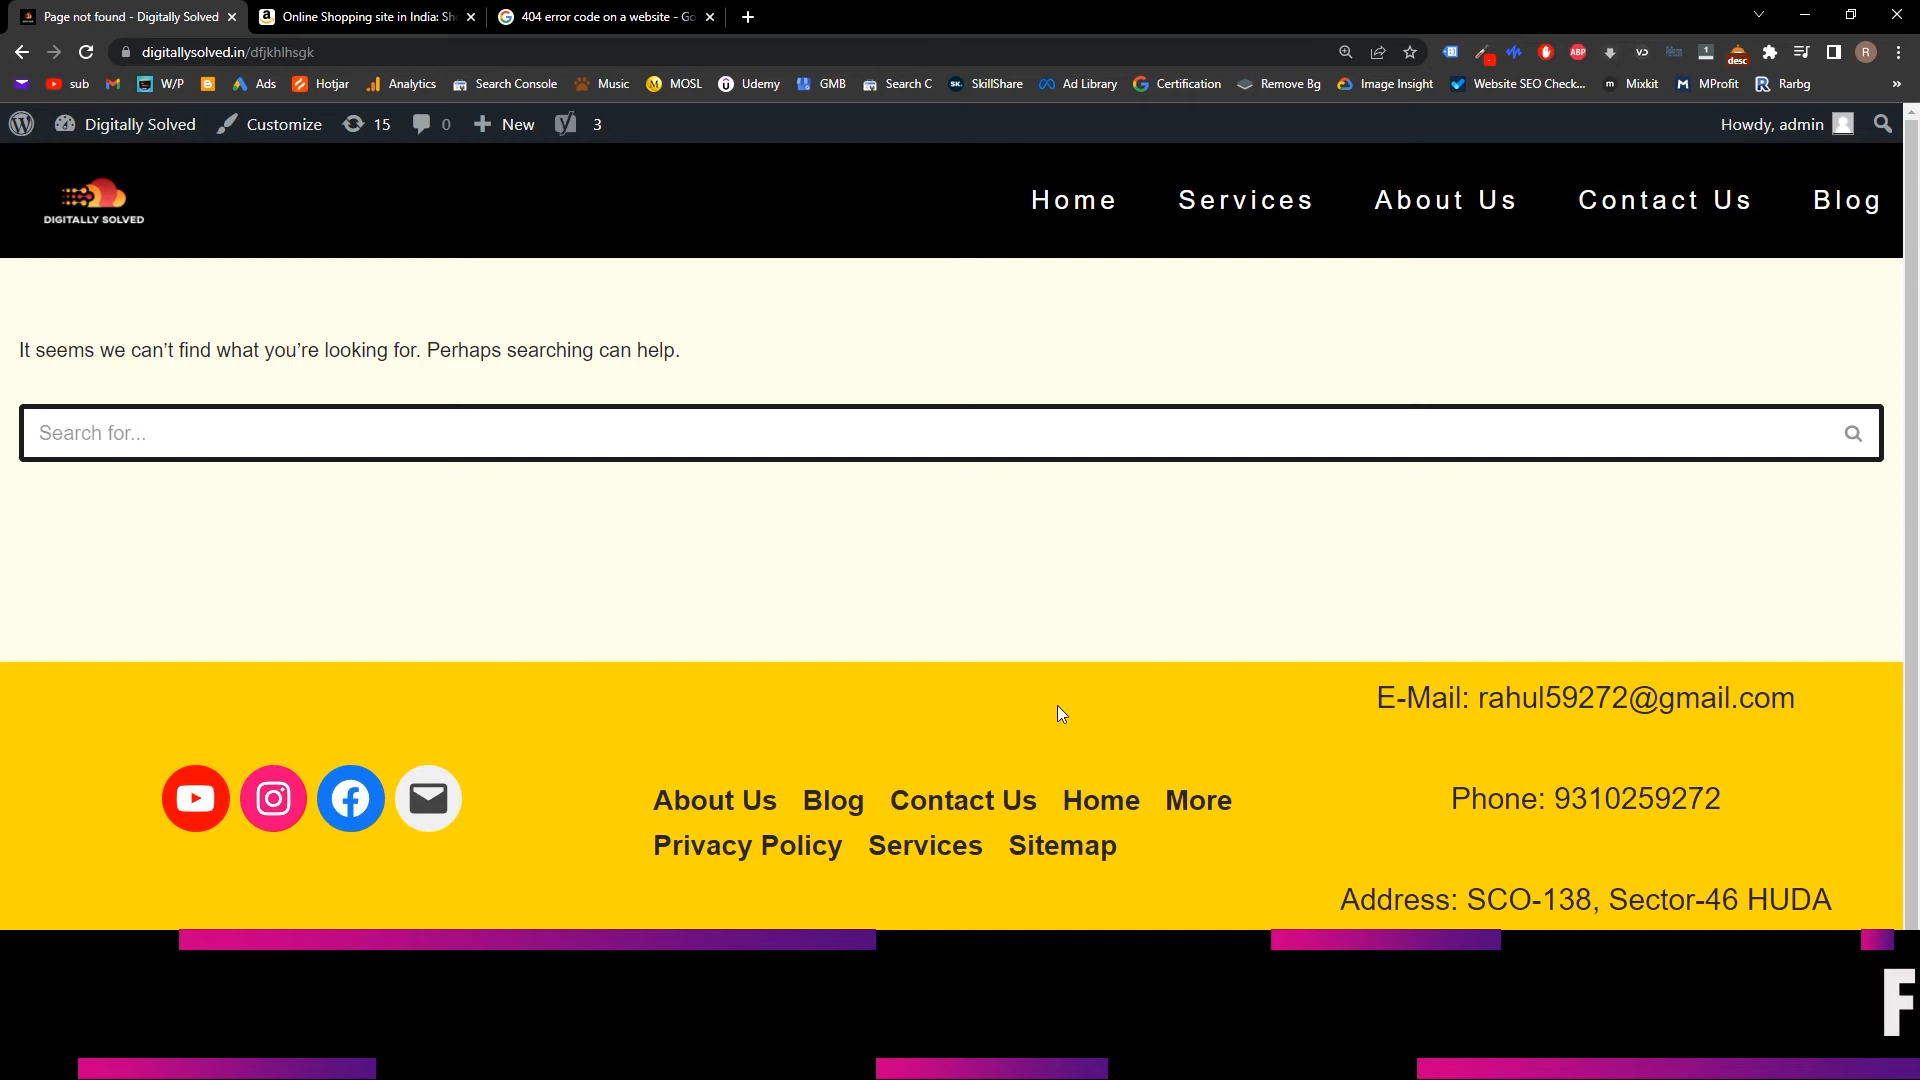 Page not found - Digitally Solved
Online Shopping site in India: Sh
404 error code on a website - Go
digitallysolved.in/dfjkhlhsgk
ABP
1
desc
R
sub
W/P
Ads
Hotjar
Analytics
Search Console
Music
M MOSL
Udemy
GMB
Search C
SK. SkillShare
Ad Library
Certification
Remove Bg
Image Insight
Website SEO Check...
m Mixkit
M MProfit
Rarbg
»
Digitally Solved
Customize
15
0
New
3
Howdy, admin
DIGITALLY SOLVED
Home
Services
About Us
Contact Us
Blog
It seems we can't find what you're looking for. Perhaps searching can help.
Search for...
E-Mail: rahul59272@gmail.com
About Us Blog Contact Us Home More
Privacy Policy Services Sitemap
Phone: 9310259272
Address: SCO-138, Sector-46 HUDA
F